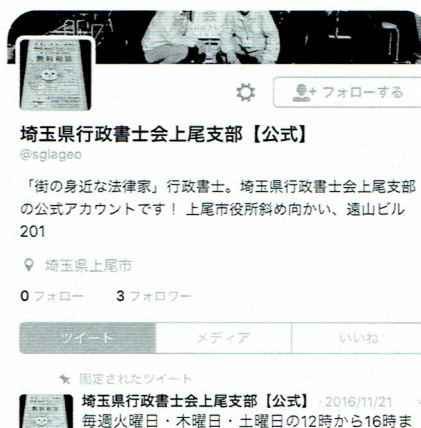 無料相談
フォローする
埼玉県行政書士会上尾支部【公式】
@sglageo
「街の身近な法律家」行政書士。埼玉県行政書士会上尾支部
の公式アカウントです！ 上尾市役所斜め向かい、遠山ビル
201
埼玉県上尾市
0 フォロー 3 フォロワー
ツイート メディア いいね
固定されたツイート
埼玉県行政書士会上尾支部【公式】 · 2016/11/21
毎週火曜日・木曜日・土曜日の12時から16時ま